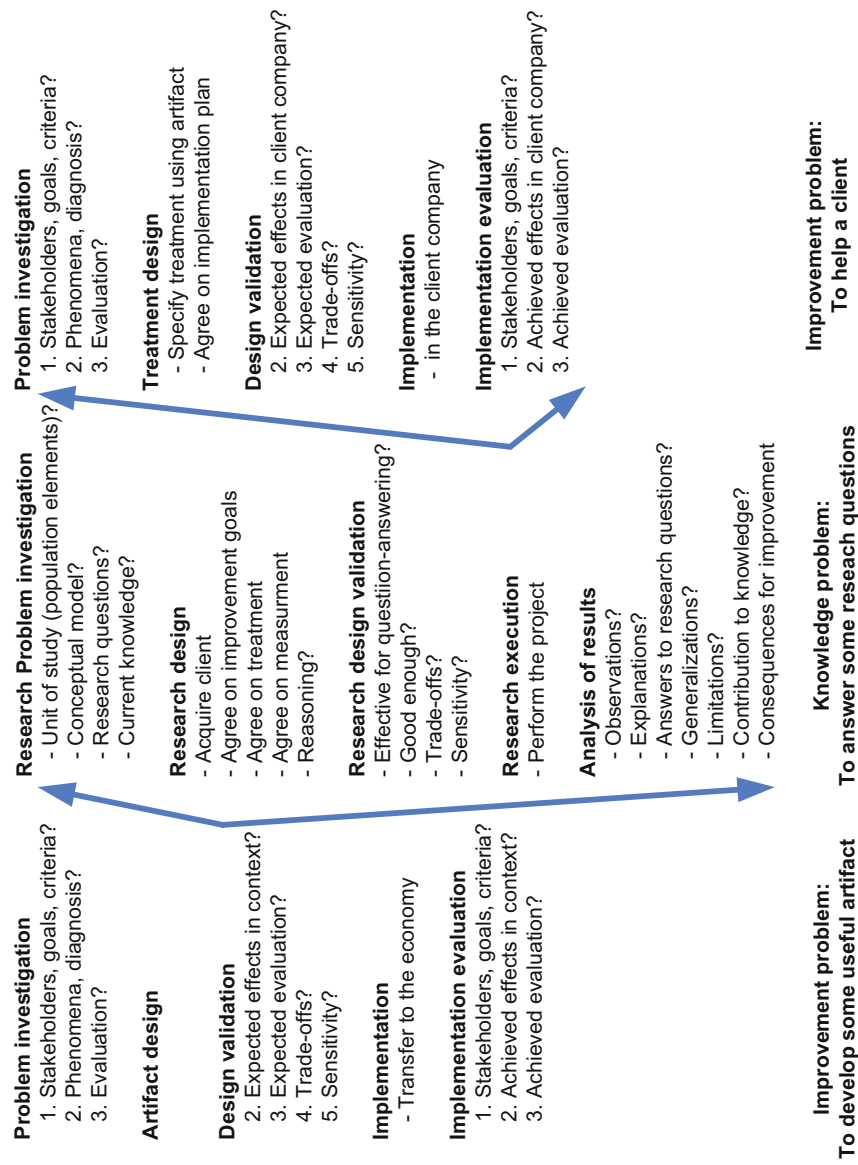 Problem investigation
1. Stakeholders, goals, criteria?
2. Phenomena, diagnosis?
3. Evaluation?
Artifact design
Design validation
2. Expected effects in context?
3. Expected evaluation?
4. Trade-offs?
5. Sensitivity?
Implementation
- Transfer to the economy
Implementation evaluation
1. Stakeholders, goals, criteria?
2. Achieved effects in context?
3. Achieved evaluation?
Improvement problem:
To develop some useful artifact
Research Problem investigation
- Unit of study (population elements)?
- Conceptual model?
- Research questions?
- Current knowledge?
Research design
- Acquire client
- Agree on improvement goals
- Agree on treatment
- Agree on measurment
- Reasoning?
Research design validation
- Effective for question-answering?
- Good enough?
- Trade-offs?
- Sensitivity?
Research execution
- Perform the project
Analysis of results
- Observations?
- Explanations?
- Answers to research questions?
- Generalizations?
- Limitations?
- Contribution to knowledge?
- Consequences for improvement
Knowledge problem:
To answer some reseach questions
Problem investigation
1. Stakeholders, goals, criteria?
2. Phenomena, diagnosis?
3. Evaluation?
Treatment design
- Specify treatment using artifact
- Agree on implementation plan
Design validation
2. Expected effects in client company?
3. Expected evaluation?
4. Trade-offs?
5. Sensitivity?
Implementation
- in the client company
Implementation evaluation
1. Stakeholders, goals, criteria?
2. Achieved effects in client company?
3. Achieved evaluation?
Improvement problem:
To help a client